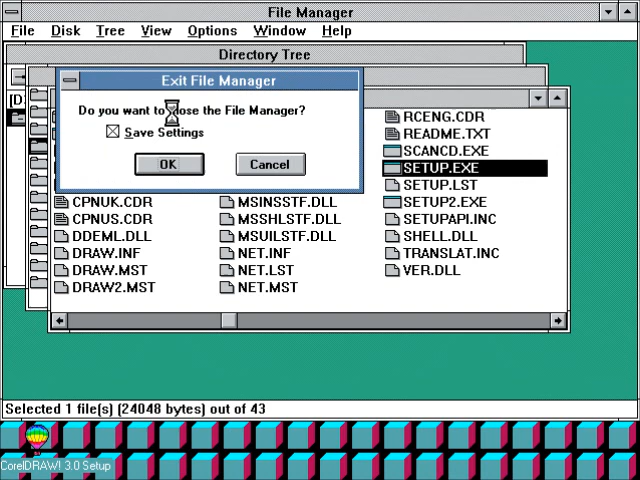 File Manager
File Disk Tree View Options Window Help
Directory Tree
[D:
Exit File Manager
Do you want to close the File Manager?
Save Settings
OK Cancel
CPNUK.CDR
CPNUS.CDR
DDEML.DLL
DRAW.INF
DRAW.MST
DRAW2.MST
MSINSSTF.DLL
MSSHLSTF.DLL
MSUILSTF.DLL
NET.INF
NET.LST
NET.MST
RCENG.CDR
README.TXT
SCANCD.EXE
SETUP.EXE
SETUP.LST
SETUP2.EXE
SETUPAPI.INC
SHELL.DLL
TRANSLAT.INC
VER.DLL
Selected 1 file(s) (24048 bytes) out of 43
CorelDRAW! 3.0 Setup